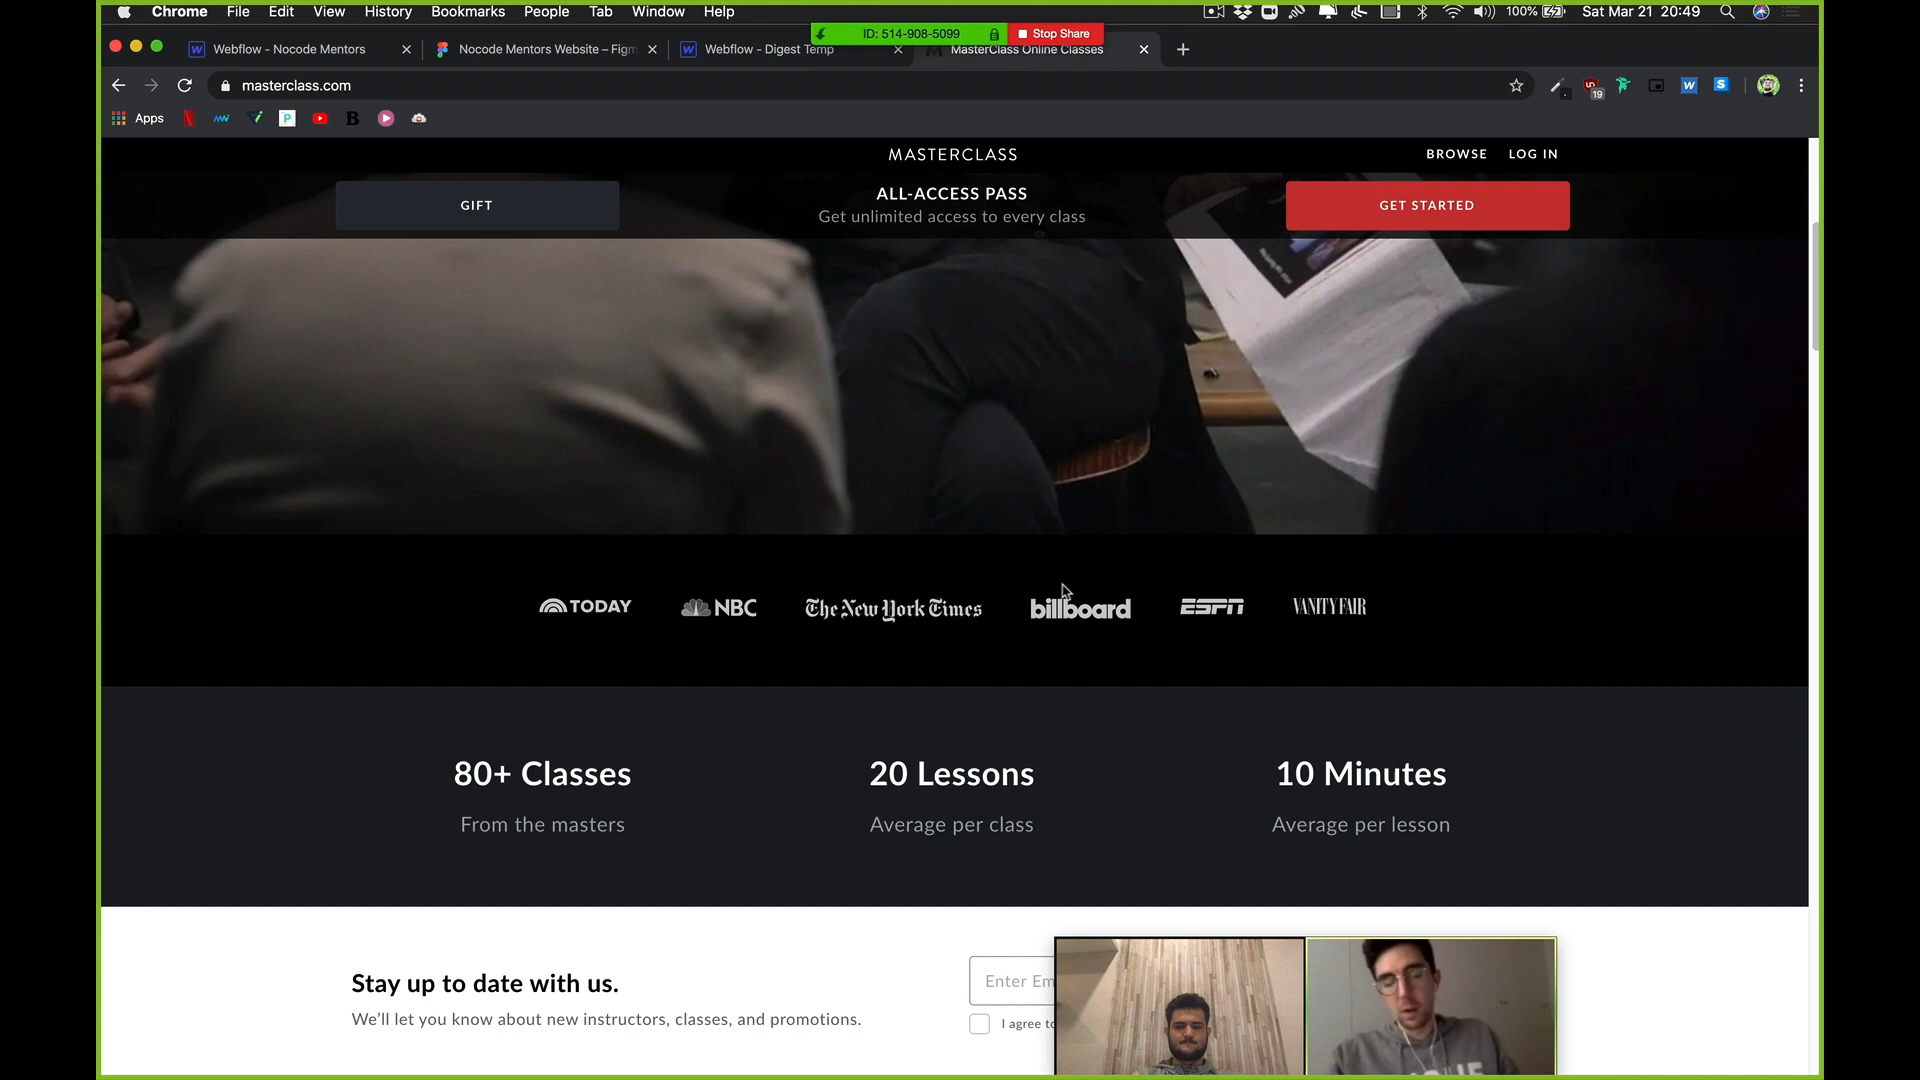 Chrome File Edit View History Bookmarks People Tab Window Help
100% Sat Mar 21 20:49
ID: 514-908-5099 Stop Share
Webflow - Nocode Mentors
Nocode Mentors Website – Figm
Webflow - Digest Temp
MasterClass Online Classes
masterclass.com
19
Apps
MASTERCLASS
BROWSE LOG IN
GIFT
ALL-ACCESS PASS
Get unlimited access to every class
GET STARTED
TODAY NBC The New York Times billboard ESPN VANITY FAIR
80+ Classes
From the masters
20 Lessons
Average per class
10 Minutes
Average per lesson
Stay up to date with us.
We'll let you know about new instructors, classes, and promotions.
Enter Em
I agree to